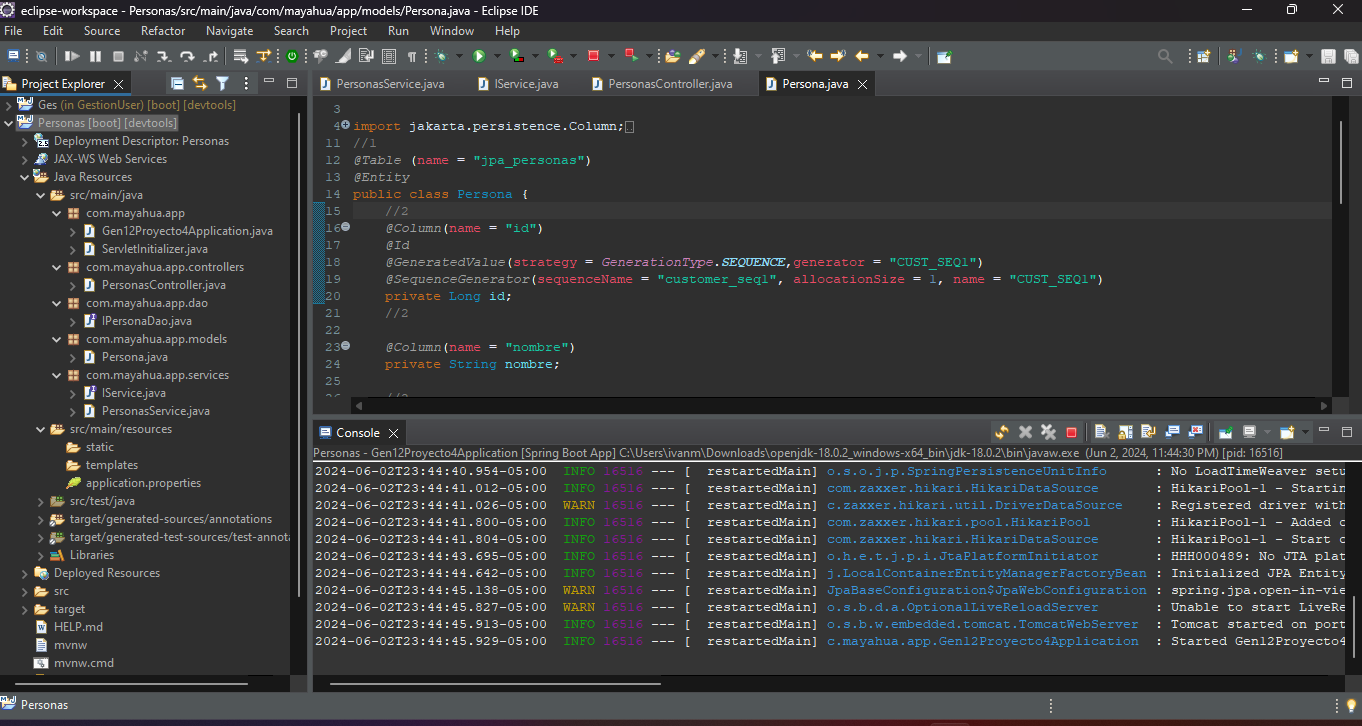 eclipse-workspace - Personas/src/main/java/com/mayahua/app/models/Persona.java - Eclipse IDE
File Edit Source Refactor Navigate Search Project Run Window Help
Project Explorer
Ges (in GestionUser) [boot] [devtools]
Personas [boot] [devtools]
Deployment Descriptor: Personas
JAX-WS Web Services
Java Resources
src/main/java
com.mayahua.app
Gen12Proyecto4Application.java
ServletInitializer.java
com.mayahua.app.controllers
PersonasController.java
com.mayahua.app.dao
IPersonaDao.java
com.mayahua.app.models
Persona.java
com.mayahua.app.services
IService.java
PersonasService.java
src/main/resources
static
templates
application.properties
src/test/java
target/generated-sources/annotations
target/generated-test-sources/test-annota
Libraries
Deployed Resources
src
target
HELP.md
mvnw
mvnw.cmd
PersonasService.java IService.java PersonasController.java Persona.java
3
4 import jakarta.persistence.Column;
11 //1
12 @Table (name = "jpa_personas")
13 @Entity
14 public class Persona {
15 //2
16 @Column(name = "id")
17 @Id
18 @GeneratedValue(strategy = GenerationType.SEQUENCE,generator = "CUST_SEQ1")
19 @SequenceGenerator(sequenceName = "customer_seq1", allocationSize = 1, name = "CUST_SEQ1")
20 private Long id;
21 //2
22
23 @Column(name = "nombre")
24 private String nombre;
25
Console
Personas - Gen12Proyecto4Application [Spring Boot App] C:\Users\ivanm\Downloads\openjdk-18.0.2_windows-x64_bin\jdk-18.0.2\bin\javaw.exe (Jun 2, 2024, 11:44:30 PM) [pid: 16516]
2024-06-02T23:44:40.954-05:00 INFO 16516 --- [ restartedMain] o.s.o.j.p.SpringPersistenceUnitInfo : No LoadTimeWeaver setu
2024-06-02T23:44:41.012-05:00 INFO 16516 --- [ restartedMain] com.zaxxer.hikari.HikariDataSource : HikariPool-1 - Startin
2024-06-02T23:44:41.026-05:00 WARN 16516 --- [ restartedMain] c.zaxxer.hikari.util.DriverDataSource : Registered driver with
2024-06-02T23:44:41.800-05:00 INFO 16516 --- [ restartedMain] com.zaxxer.hikari.pool.HikariPool : HikariPool-1 - Added c
2024-06-02T23:44:41.804-05:00 INFO 16516 --- [ restartedMain] com.zaxxer.hikari.HikariDataSource : HikariPool-1 - Start c
2024-06-02T23:44:43.695-05:00 INFO 16516 --- [ restartedMain] o.h.e.t.j.p.i.JtaPlatformInitiator : HHH000489: No JTA plat
2024-06-02T23:44:44.642-05:00 INFO 16516 --- [ restartedMain] j.LocalContainerEntityManagerFactoryBean : Initialized JPA Entity
2024-06-02T23:44:45.138-05:00 WARN 16516 --- [ restartedMain] JpaBaseConfiguration$JpaWebConfiguration : spring.jpa.open-in-vie
2024-06-02T23:44:45.827-05:00 WARN 16516 --- [ restartedMain] o.s.b.d.a.OptionalLiveReloadServer : Unable to start LiveRe
2024-06-02T23:44:45.913-05:00 INFO 16516 --- [ restartedMain] o.s.b.w.embedded.tomcat.TomcatWebServer : Tomcat started on port
2024-06-02T23:44:45.929-05:00 INFO 16516 --- [ restartedMain] c.mayahua.app.Gen12Proyecto4Application : Started Gen12Proyecto4
Personas